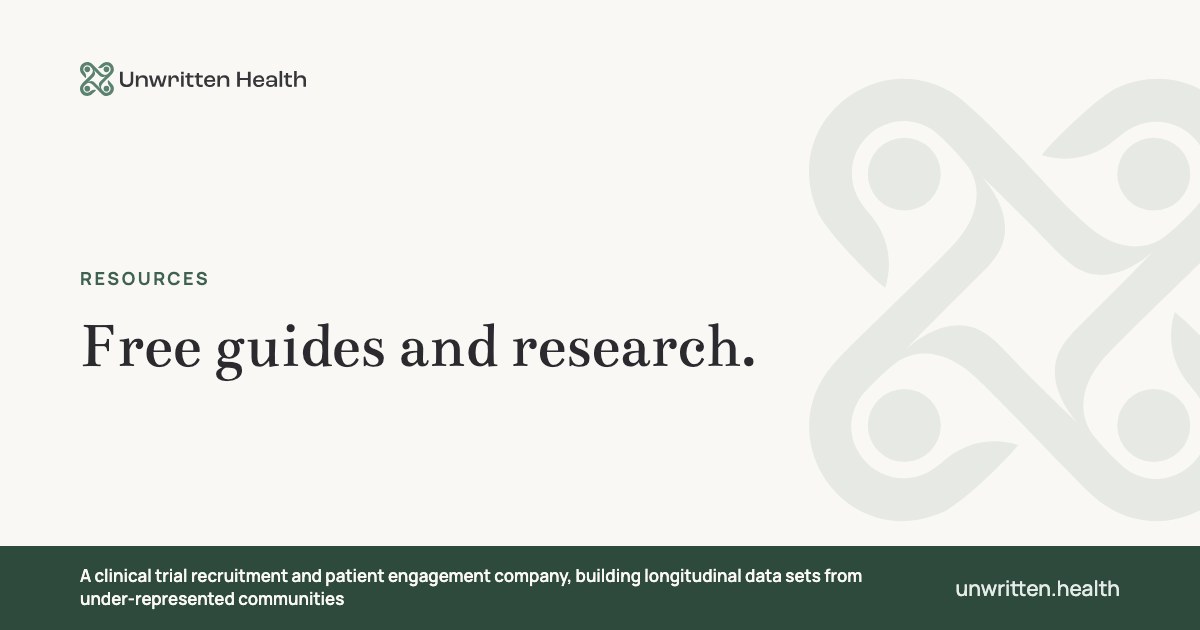 Unwritten Health
RESOURCES
Free guides and research.
A clinical trial recruitment and patient engagement company, building longitudinal data sets from
under-represented communities
unwritten.health